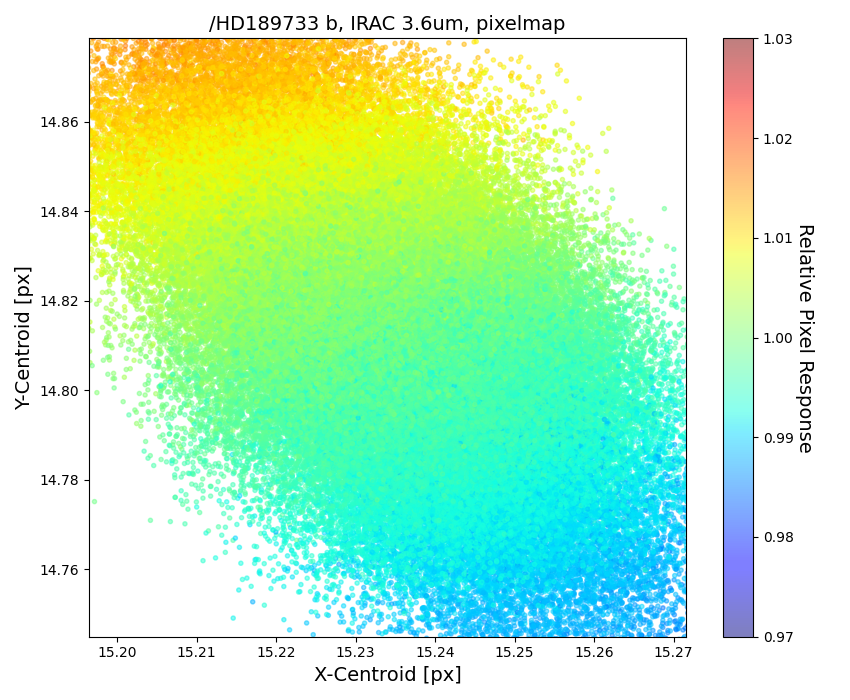 /HD189733 b, IRAC 3.6um, pixelmap
1.03
1.02
1.01
1.00
0.99
0.98
0.97
Relative Pixel Response
14.86
14.84
14.82
14.80
14.78
14.76
Y-Centroid [px]
15.20 15.21 15.22 15.23 15.24 15.25 15.26 15.27
X-Centroid [px]